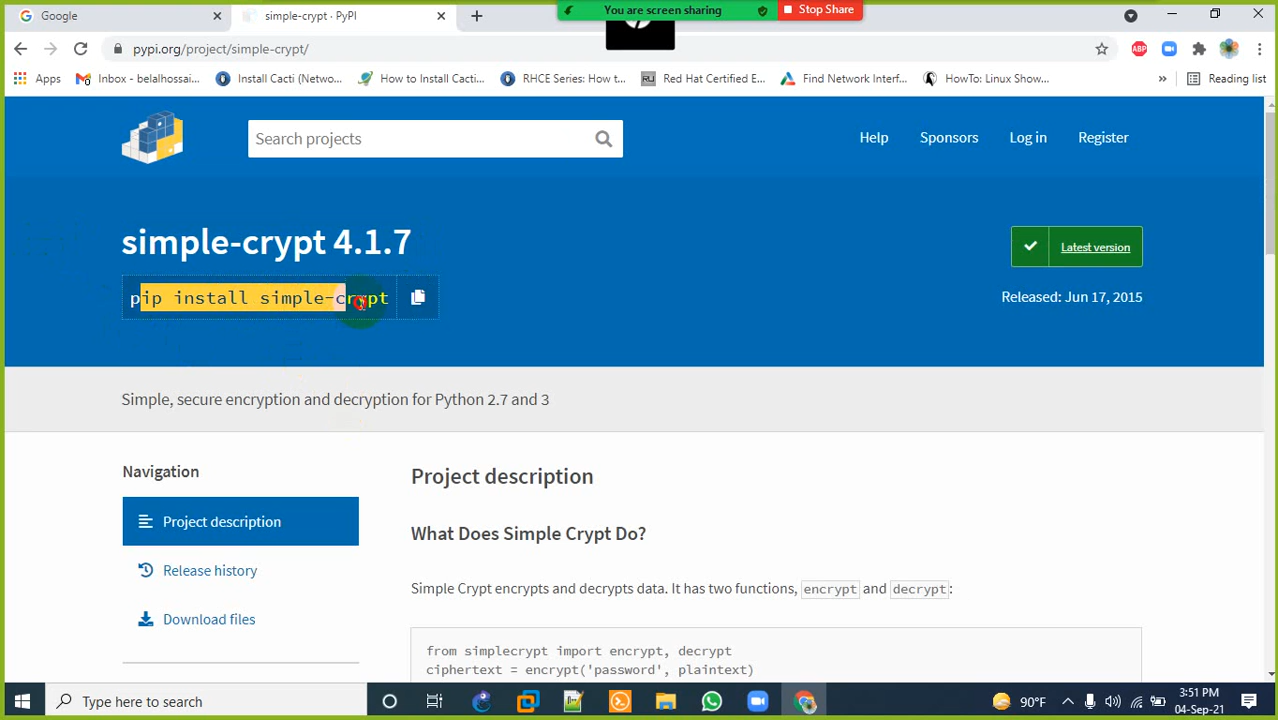 Google
simple-crypt · PyPI
You are screen sharing
Stop Share
pypi.org/project/simple-crypt/
ABP
Apps
Inbox - belalhossai...
Install Cacti (Netwo...
How to Install Cacti...
RHCE Series: How t...
RU
Red Hat Certified E...
Find Network Interf...
HowTo: Linux Show...
»
Reading list
Search projects
Help
Sponsors
Log in
Register
simple-crypt 4.1.7
Latest version
pip install simple-crypt
Released: Jun 17, 2015
Simple, secure encryption and decryption for Python 2.7 and 3
Navigation
Project description
Release history
Download files
Project description
What Does Simple Crypt Do?
Simple Crypt encrypts and decrypts data. It has two functions, encrypt and decrypt:
from simplecrypt import encrypt, decrypt
ciphertext = encrypt('password', plaintext)
Type here to search
90°F
3:51 PM
04-Sep-21